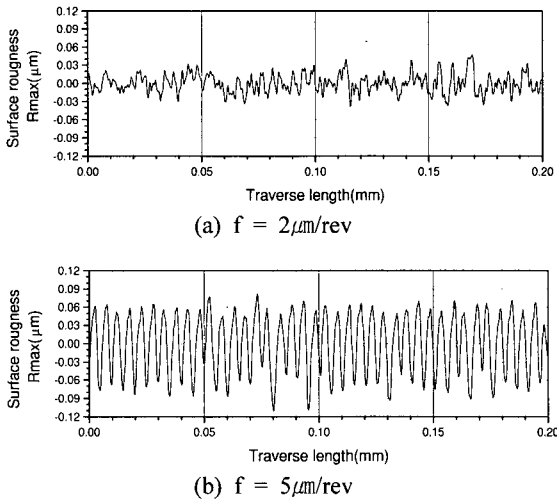 Surface rougness
Rmax(μm)
0.12
0.09
0.06
0.03
0.00
-0.03
-0.06
-0.09
-0.12
0.00 0.05 0.10 0.15 0.20
Traverse length(mm)
(a) f = 2μm/rev
Surface rougness
Rmax(μm)
0.12
0.09
0.06
0.03
0.00
-0.03
-0.06
-0.09
-0.12
0.00 0.05 0.10 0.15 0.20
Traverse length(mm)
(b) f = 5μm/rev